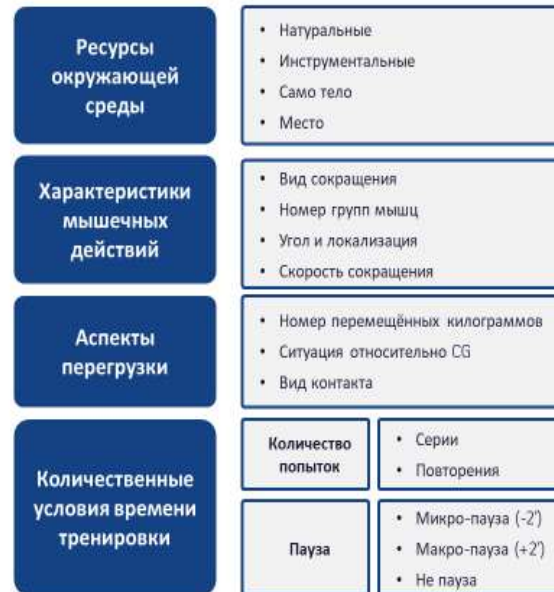 Ресурсы
окружающей
среды
• Натуральные
• Инструментальные
• Само тело
• Место
Характеристики
мышечных
действий
• Вид сокращения
• Номер групп мышц
• Угол и локализация
• Скорость сокращения
Аспекты
перегрузки
• Номер перемещённых килограммов
• Ситуация относительно CG
• Вид контакта
Количественные
условия времени
тренировки
Количество
попыток
• Серии
• Повторения
Пауза
• Микро-пауза (-2')
• Макро-пауза (+2')
• Не пауза